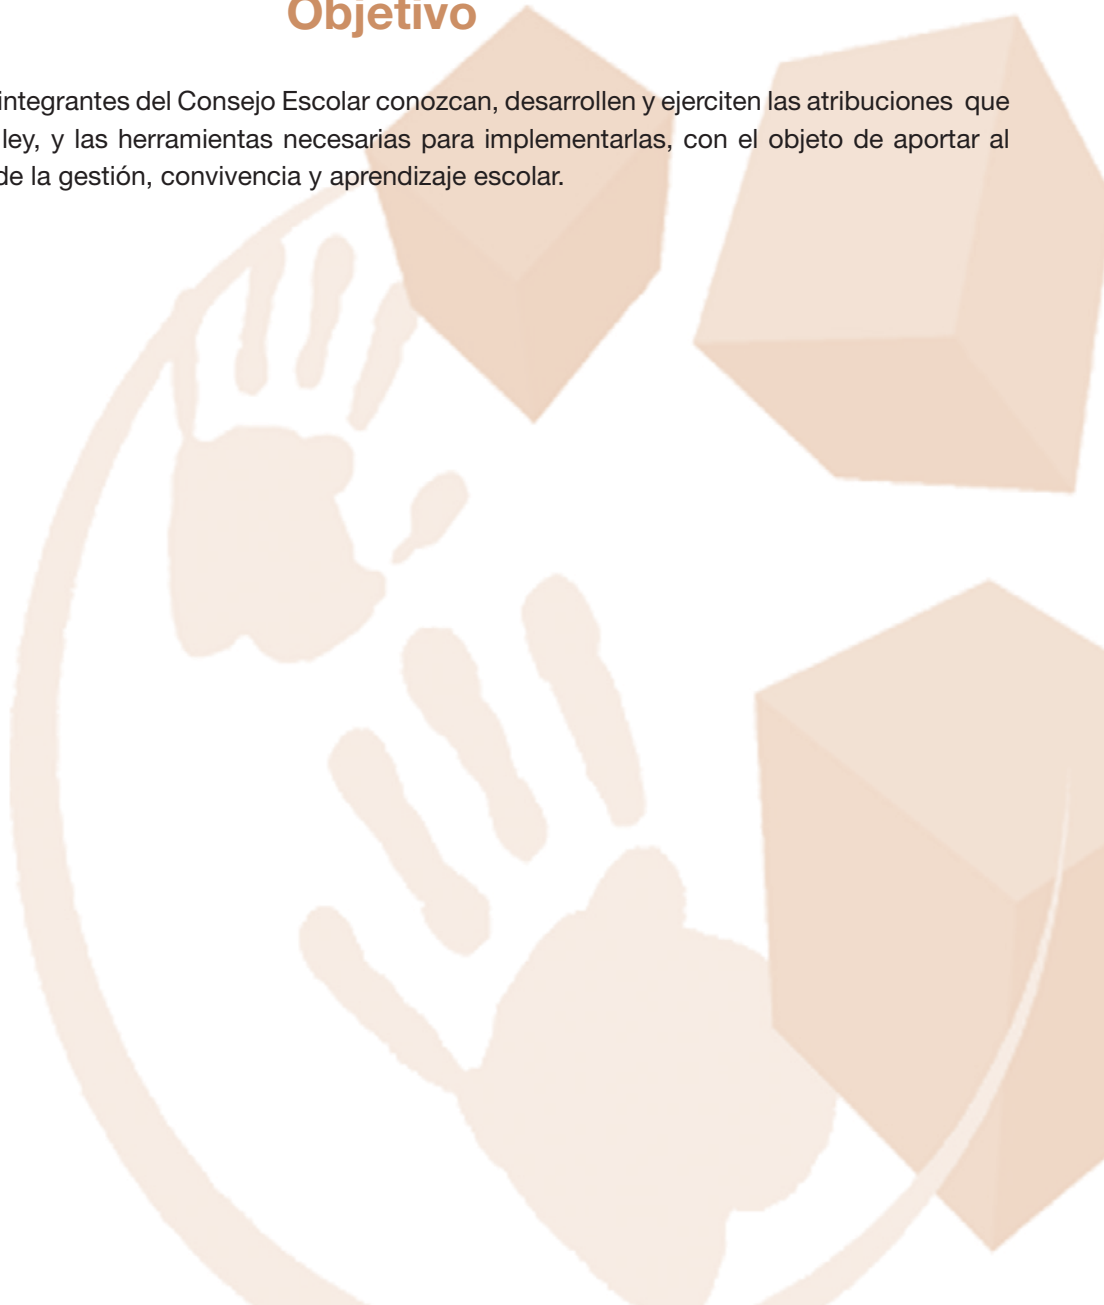 Objetivo
integrantes del Consejo Escolar conozcan, desarrollen y ejerciten las atribuciones que
ley, y las herramientas necesarias para implementarlas, con el objeto de aportar al
de la gestión, convivencia y aprendizaje escolar.